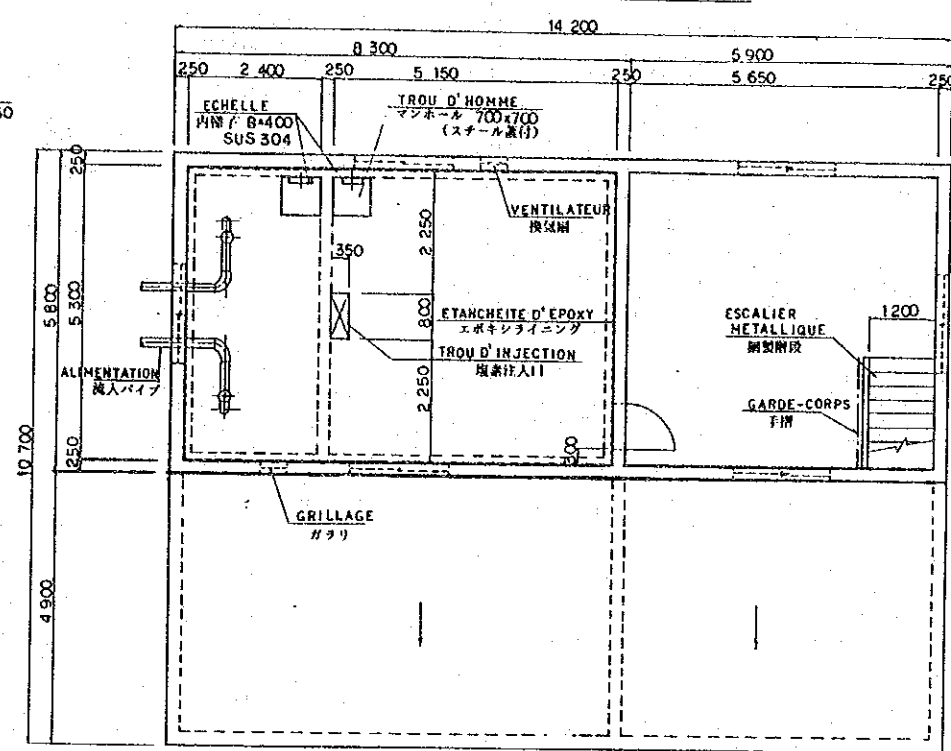 14 200
8 300
5 900
250 2 400 250 5 150 250 5 650 250
ECHELLE
内梯子 B=400
SUS 304
TROU D'HOMME
マンホール 700x700
(スチール蓋付)
250
VENTILATEUR
換気扇
2 250
350
5 800
5 300
800
ETANCHEITE D'EPOXY
エポキシライニング
TROU D'INJECTION
塩素注入口
ESCALIER
METALLIQUE
鋼製階段
1 200
ALIMENTATION
流入パイプ
2 250
GARDE-CORPS
手摺
10 700
250
300
GRILLAGE
ガラリ
4 900